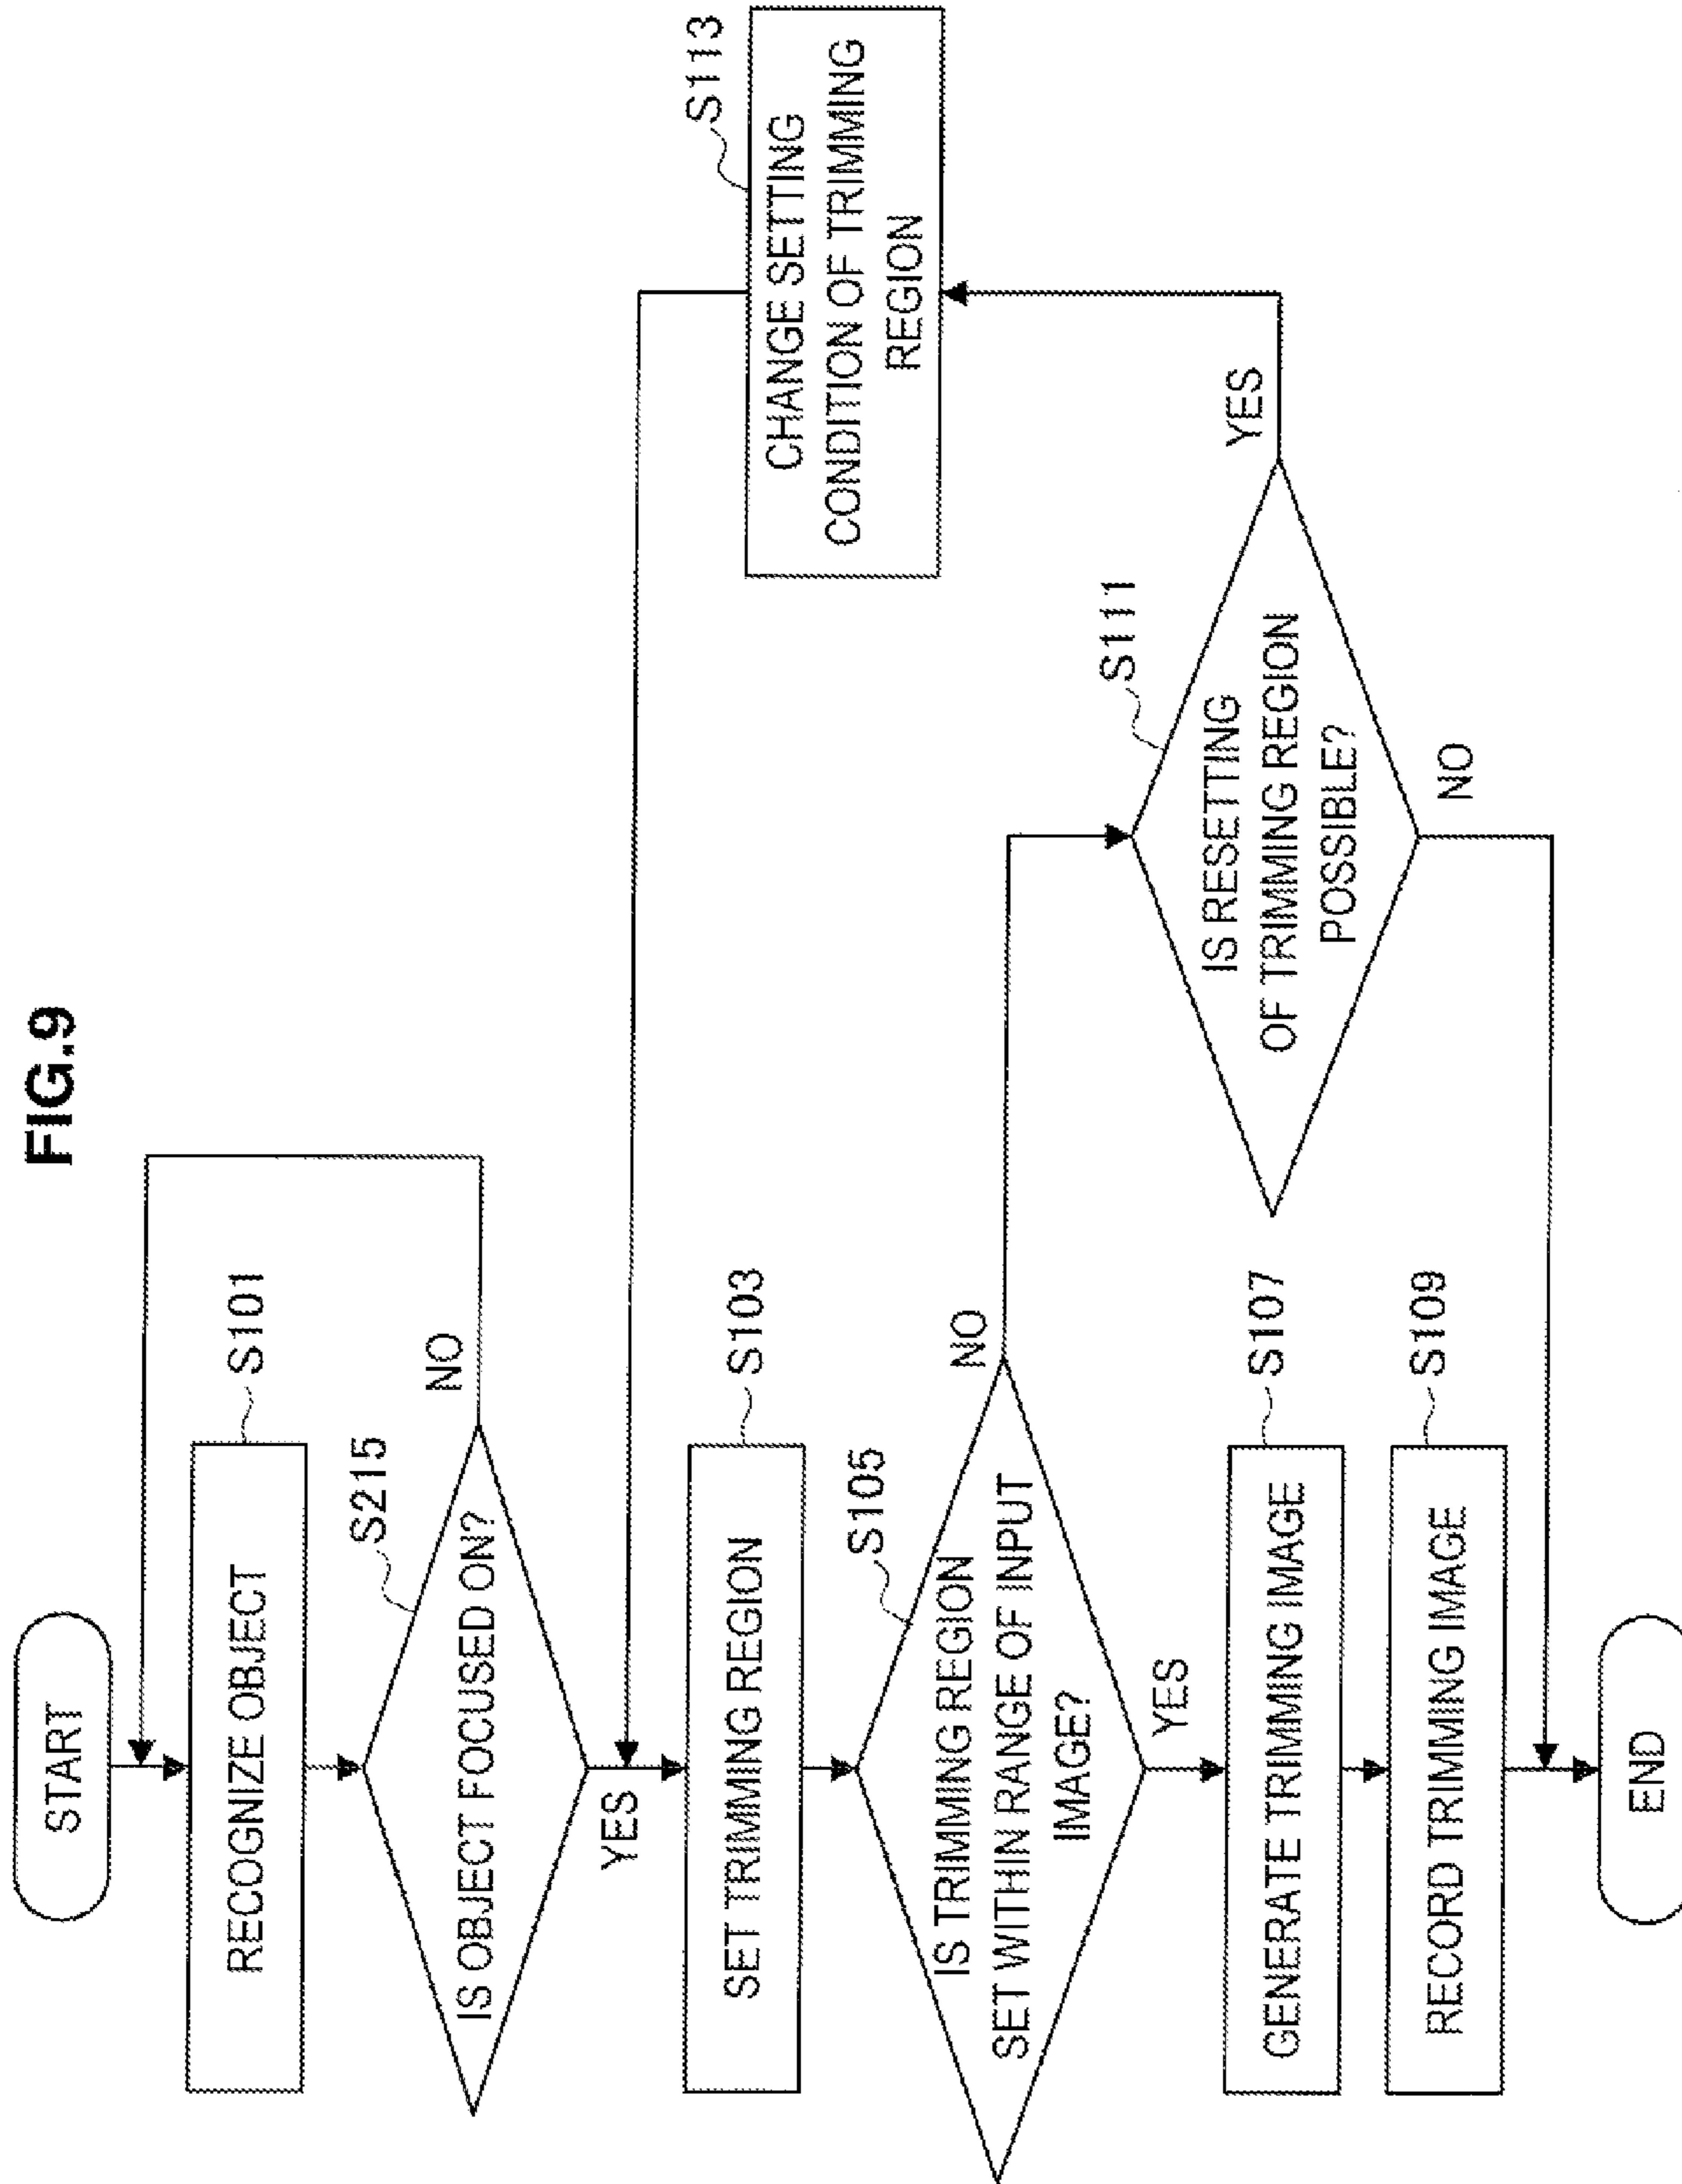 FIG.9
START
RECOGNIZE OBJECT
S101
IS OBJECT FOCUSED ON?
S215
NO
YES
SET TRIMMING REGION
S103
IS TRIMMING REGION
SET WITHIN RANGE OF INPUT
IMAGE?
S105
NO
YES
GENERATE TRIMMING IMAGE
S107
RECORD TRIMMING IMAGE
S109
END
IS RESETTING
OF TRIMMING REGION
POSSIBLE?
S111
YES
NO
CHANGE SETTING
CONDITION OF TRIMMING
REGION
S113